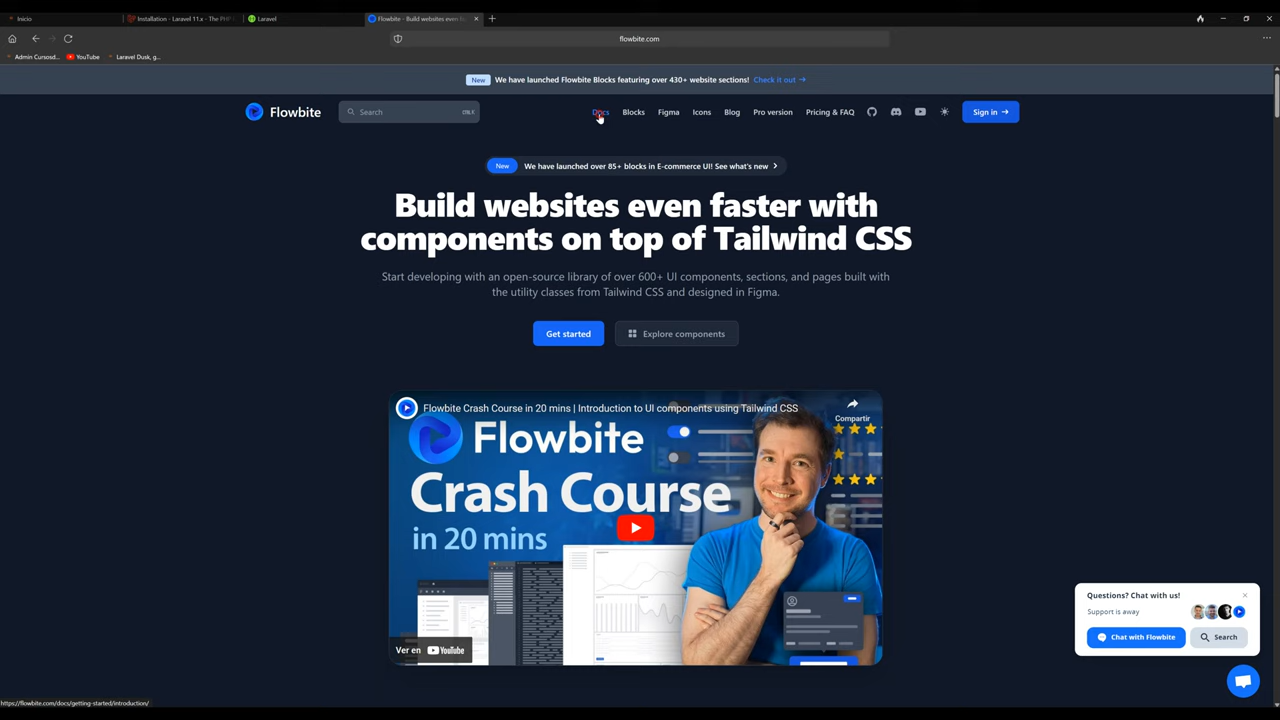 Inicio
Installation - Laravel 11.x - The PHP
Laravel
Flowbite - Build websites even f
flowbite.com
Admin Cursosd...
YouTube
Laravel Dusk, g...
New We have launched Flowbite Blocks featuring over 430+ website sections! Check it out →
Flowbite
Search
CTRL K
Docs
Blocks
Figma
Icons
Blog
Pro version
Pricing & FAQ
Sign in →
New We have launched over 85+ blocks in E-commerce UI! See what's new
Build websites even faster with
components on top of Tailwind CSS
Start developing with an open-source library of over 600+ UI components, sections, and pages built with
the utility classes from Tailwind CSS and designed in Figma.
Get started
Explore components
Flowbite Crash Course in 20 mins | Introduction to UI components using Tailwind CSS
Compartir
Flowbite
Crash Course
in 20 mins
Ver en YouTube
Questions? Chat with us!
Support is away
Chat with Flowbite
Search
https://flowbite.com/docs/getting-started/introduction/